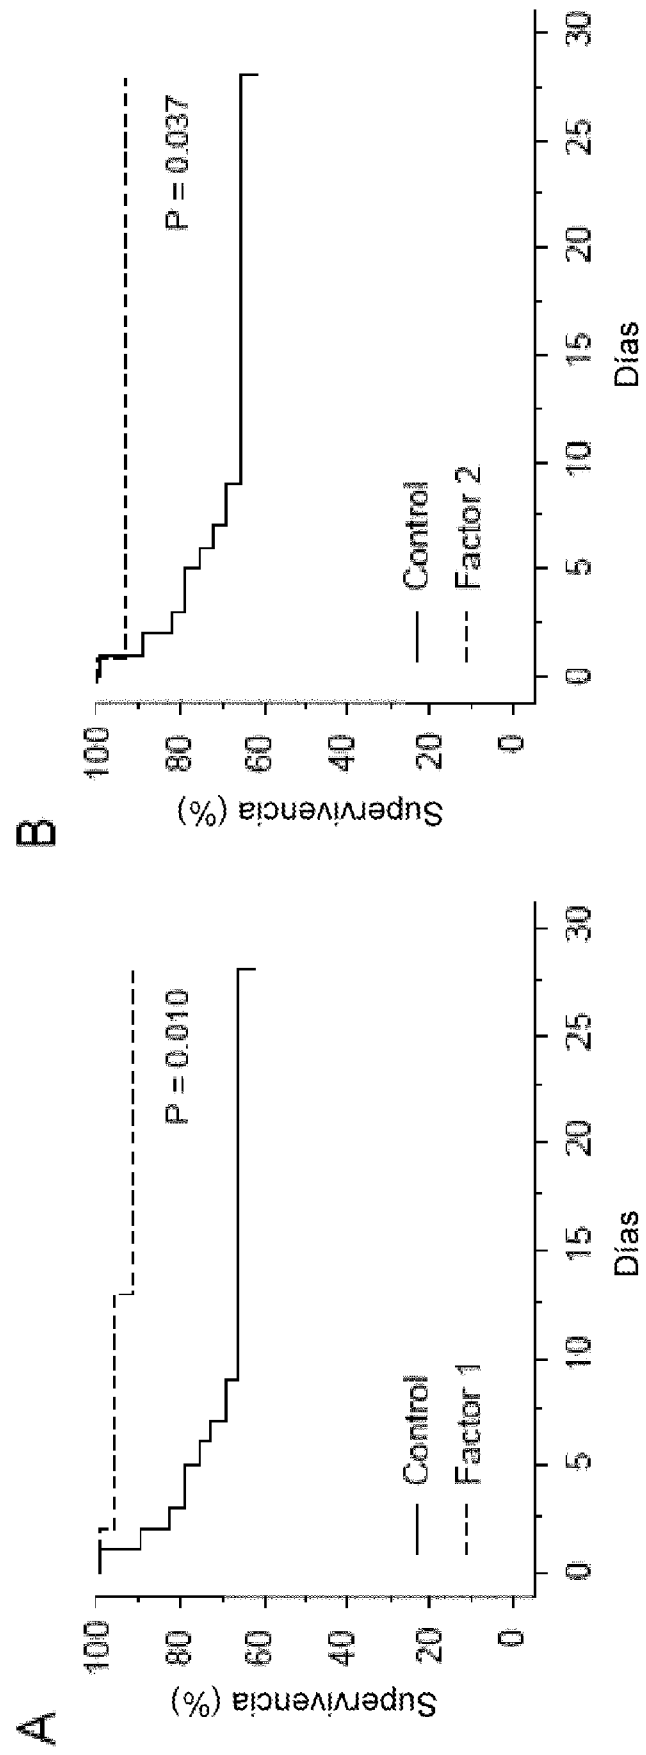 A
Supervivencia (%)
100
80
60
40
20
0
P = 0.010
Control
Factor 1
0 5 10 15 20 25 30
Días
B
Supervivencia (%)
100
80
60
40
20
0
P = 0.037
Control
Factor 2
0 5 10 15 20 25 30
Días